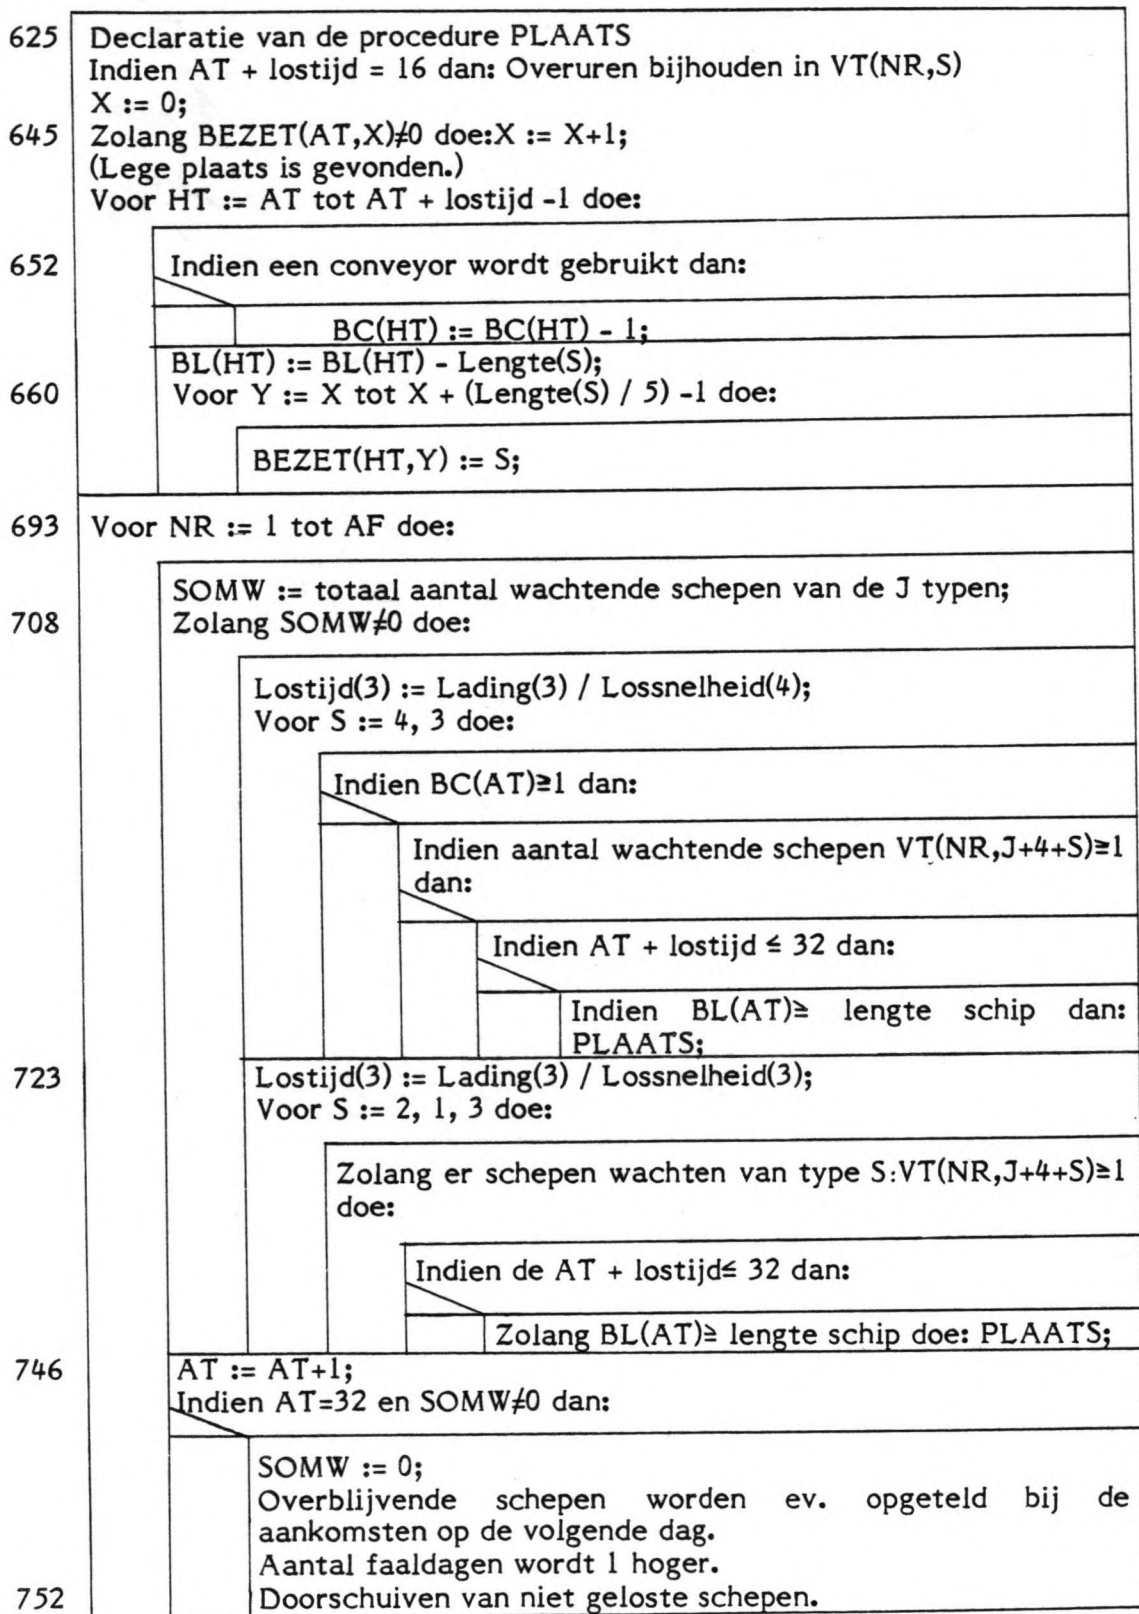 625 Declaratie van de procedure PLAATS
Indien AT + lostijd = 16 dan: Overuren bijhouden in VT(NR,S)
X := 0;
645 Zolang BEZET(AT,X)≠0 doe:X := X+1;
(Lege plaats is gevonden.)
Voor HT := AT tot AT + lostijd -1 doe:
652 Indien een conveyor wordt gebruikt dan:
BC(HT) := BC(HT) - 1;
BL(HT) := BL(HT) - Lengte(S);
660 Voor Y := X tot X + (Lengte(S) / 5) -1 doe:
BEZET(HT,Y) := S;
693 Voor NR := 1 tot AF doe:
SOMW := totaal aantal wachtende schepen van de J typen;
708 Zolang SOMW≠0 doe:
Lostijd(3) := Lading(3) / Lossnelheid(4);
Voor S := 4, 3 doe:
Indien BC(AT)≥1 dan:
Indien aantal wachtende schepen VT(NR,J+4+S)≥1
dan:
Indien AT + lostijd ≤ 32 dan:
Indien BL(AT)≥ lengte schip dan:
PLAATS;
723 Lostijd(3) := Lading(3) / Lossnelheid(3);
Voor S := 2, 1, 3 doe:
Zolang er schepen wachten van type S:VT(NR,J+4+S)≥1
doe:
Indien de AT + lostijd≤ 32 dan:
Zolang BL(AT)≥ lengte schip doe: PLAATS;
746 AT := AT+1;
Indien AT=32 en SOMW≠0 dan:
SOMW := 0;
Overblijvende schepen worden ev. opgeteld bij de
aankomsten op de volgende dag.
Aantal faaldagen wordt 1 hoger.
752 Doorschuiven van niet geloste schepen.